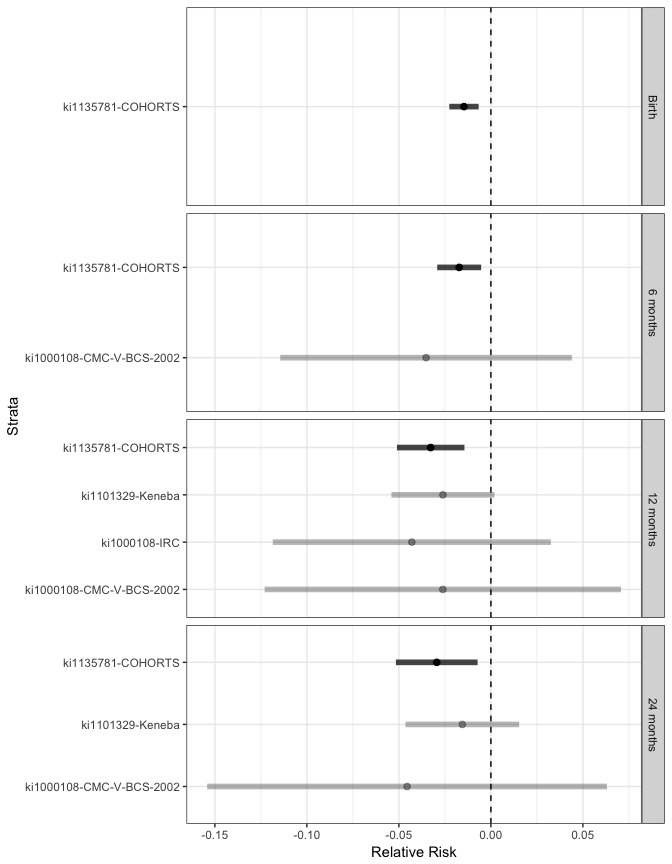 ki1135781-COHORTS
Birth
ki1135781-COHORTS
ki1000108-CMC-V-BCS-2002
6 months
Strata
ki1135781-COHORTS
ki1101329-Keneba
ki1000108-IRC
ki1000108-CMC-V-BCS-2002
12 months
ki1135781-COHORTS
ki1101329-Keneba
ki1000108-CMC-V-BCS-2002
24 months
-0.15 -0.10 -0.05 0.00 0.05
Relative Risk